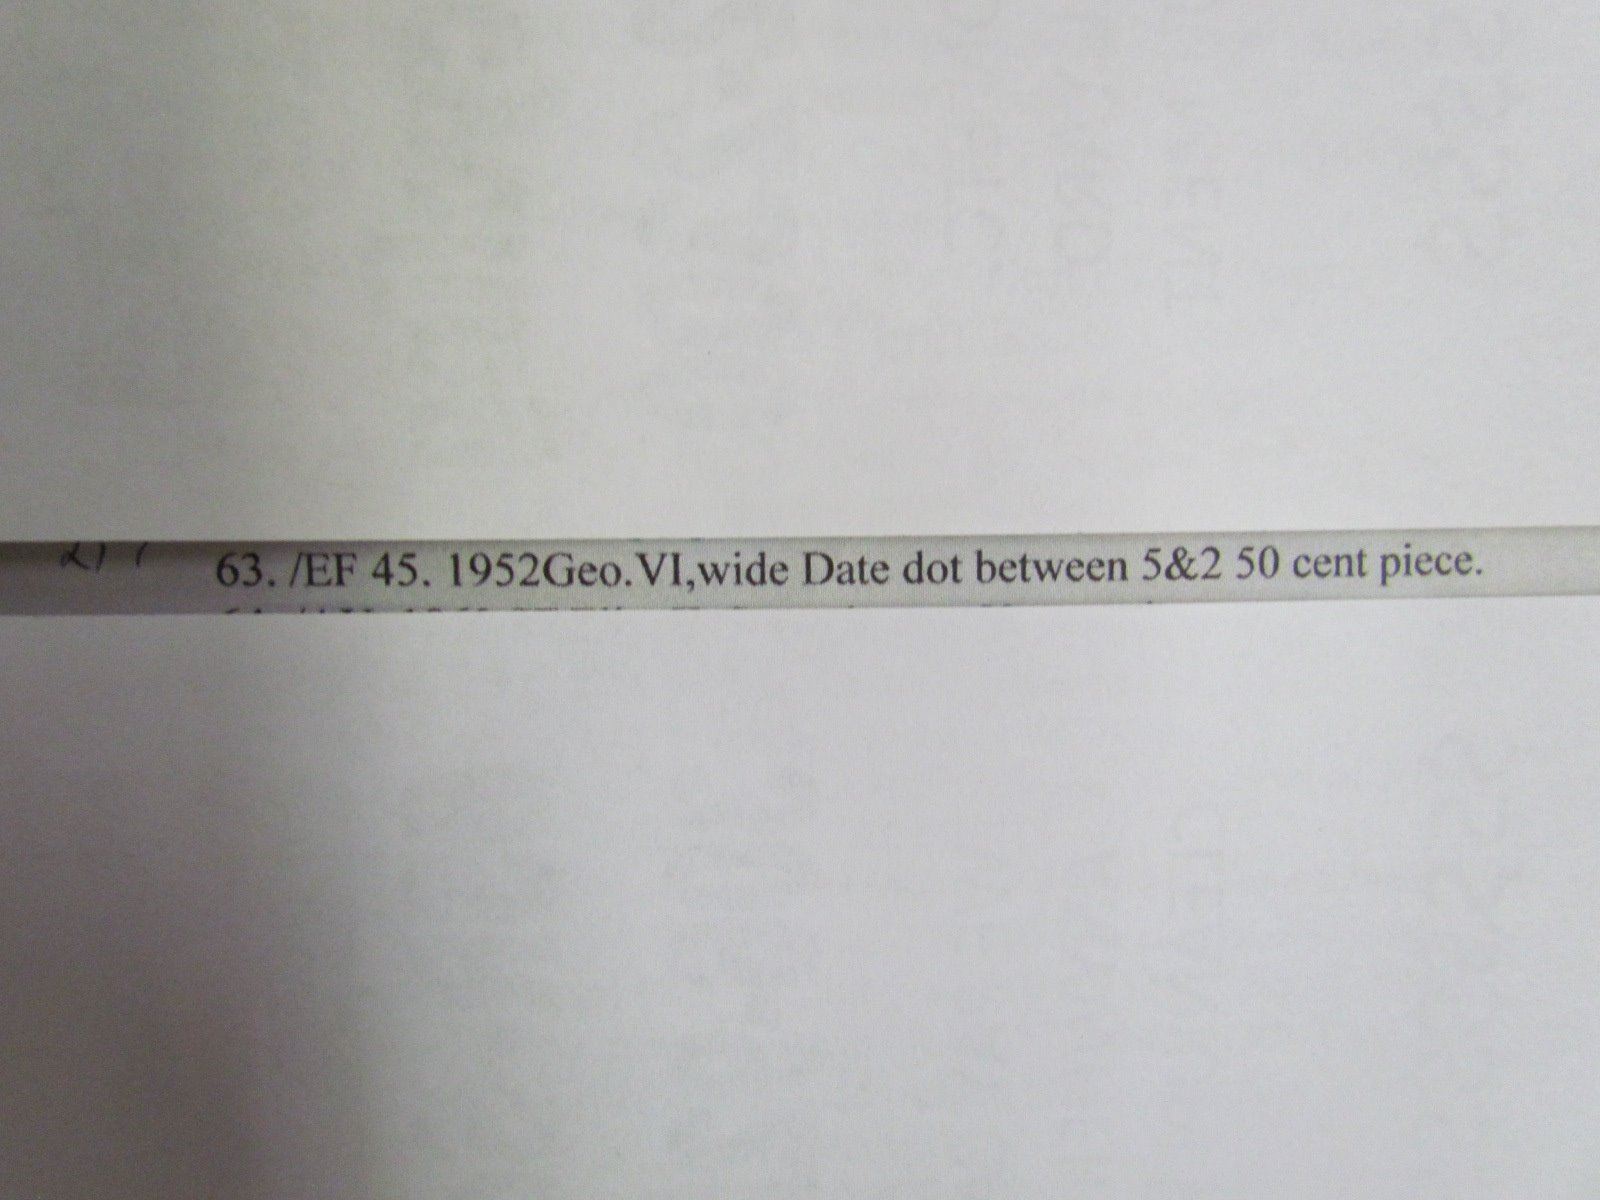 63. /EF 45. 1952Geo.VI,wide Date dot between 5&2 50 cent piece.